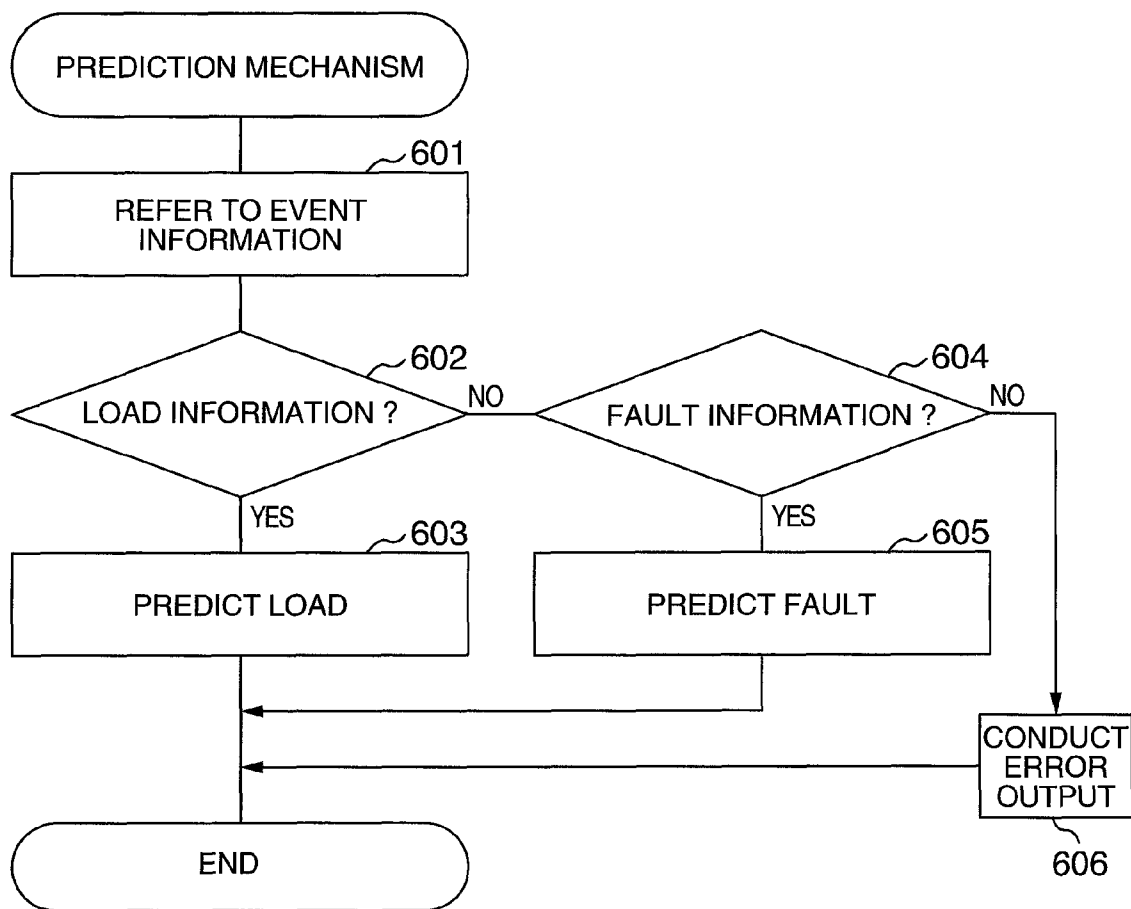 PREDICTION MECHANISM
601
REFER TO EVENT
INFORMATION
602
LOAD INFORMATION ?
NO
YES
604
FAULT INFORMATION ?
NO
YES
603
PREDICT LOAD
605
PREDICT FAULT
CONDUCT
ERROR
OUTPUT
606
END